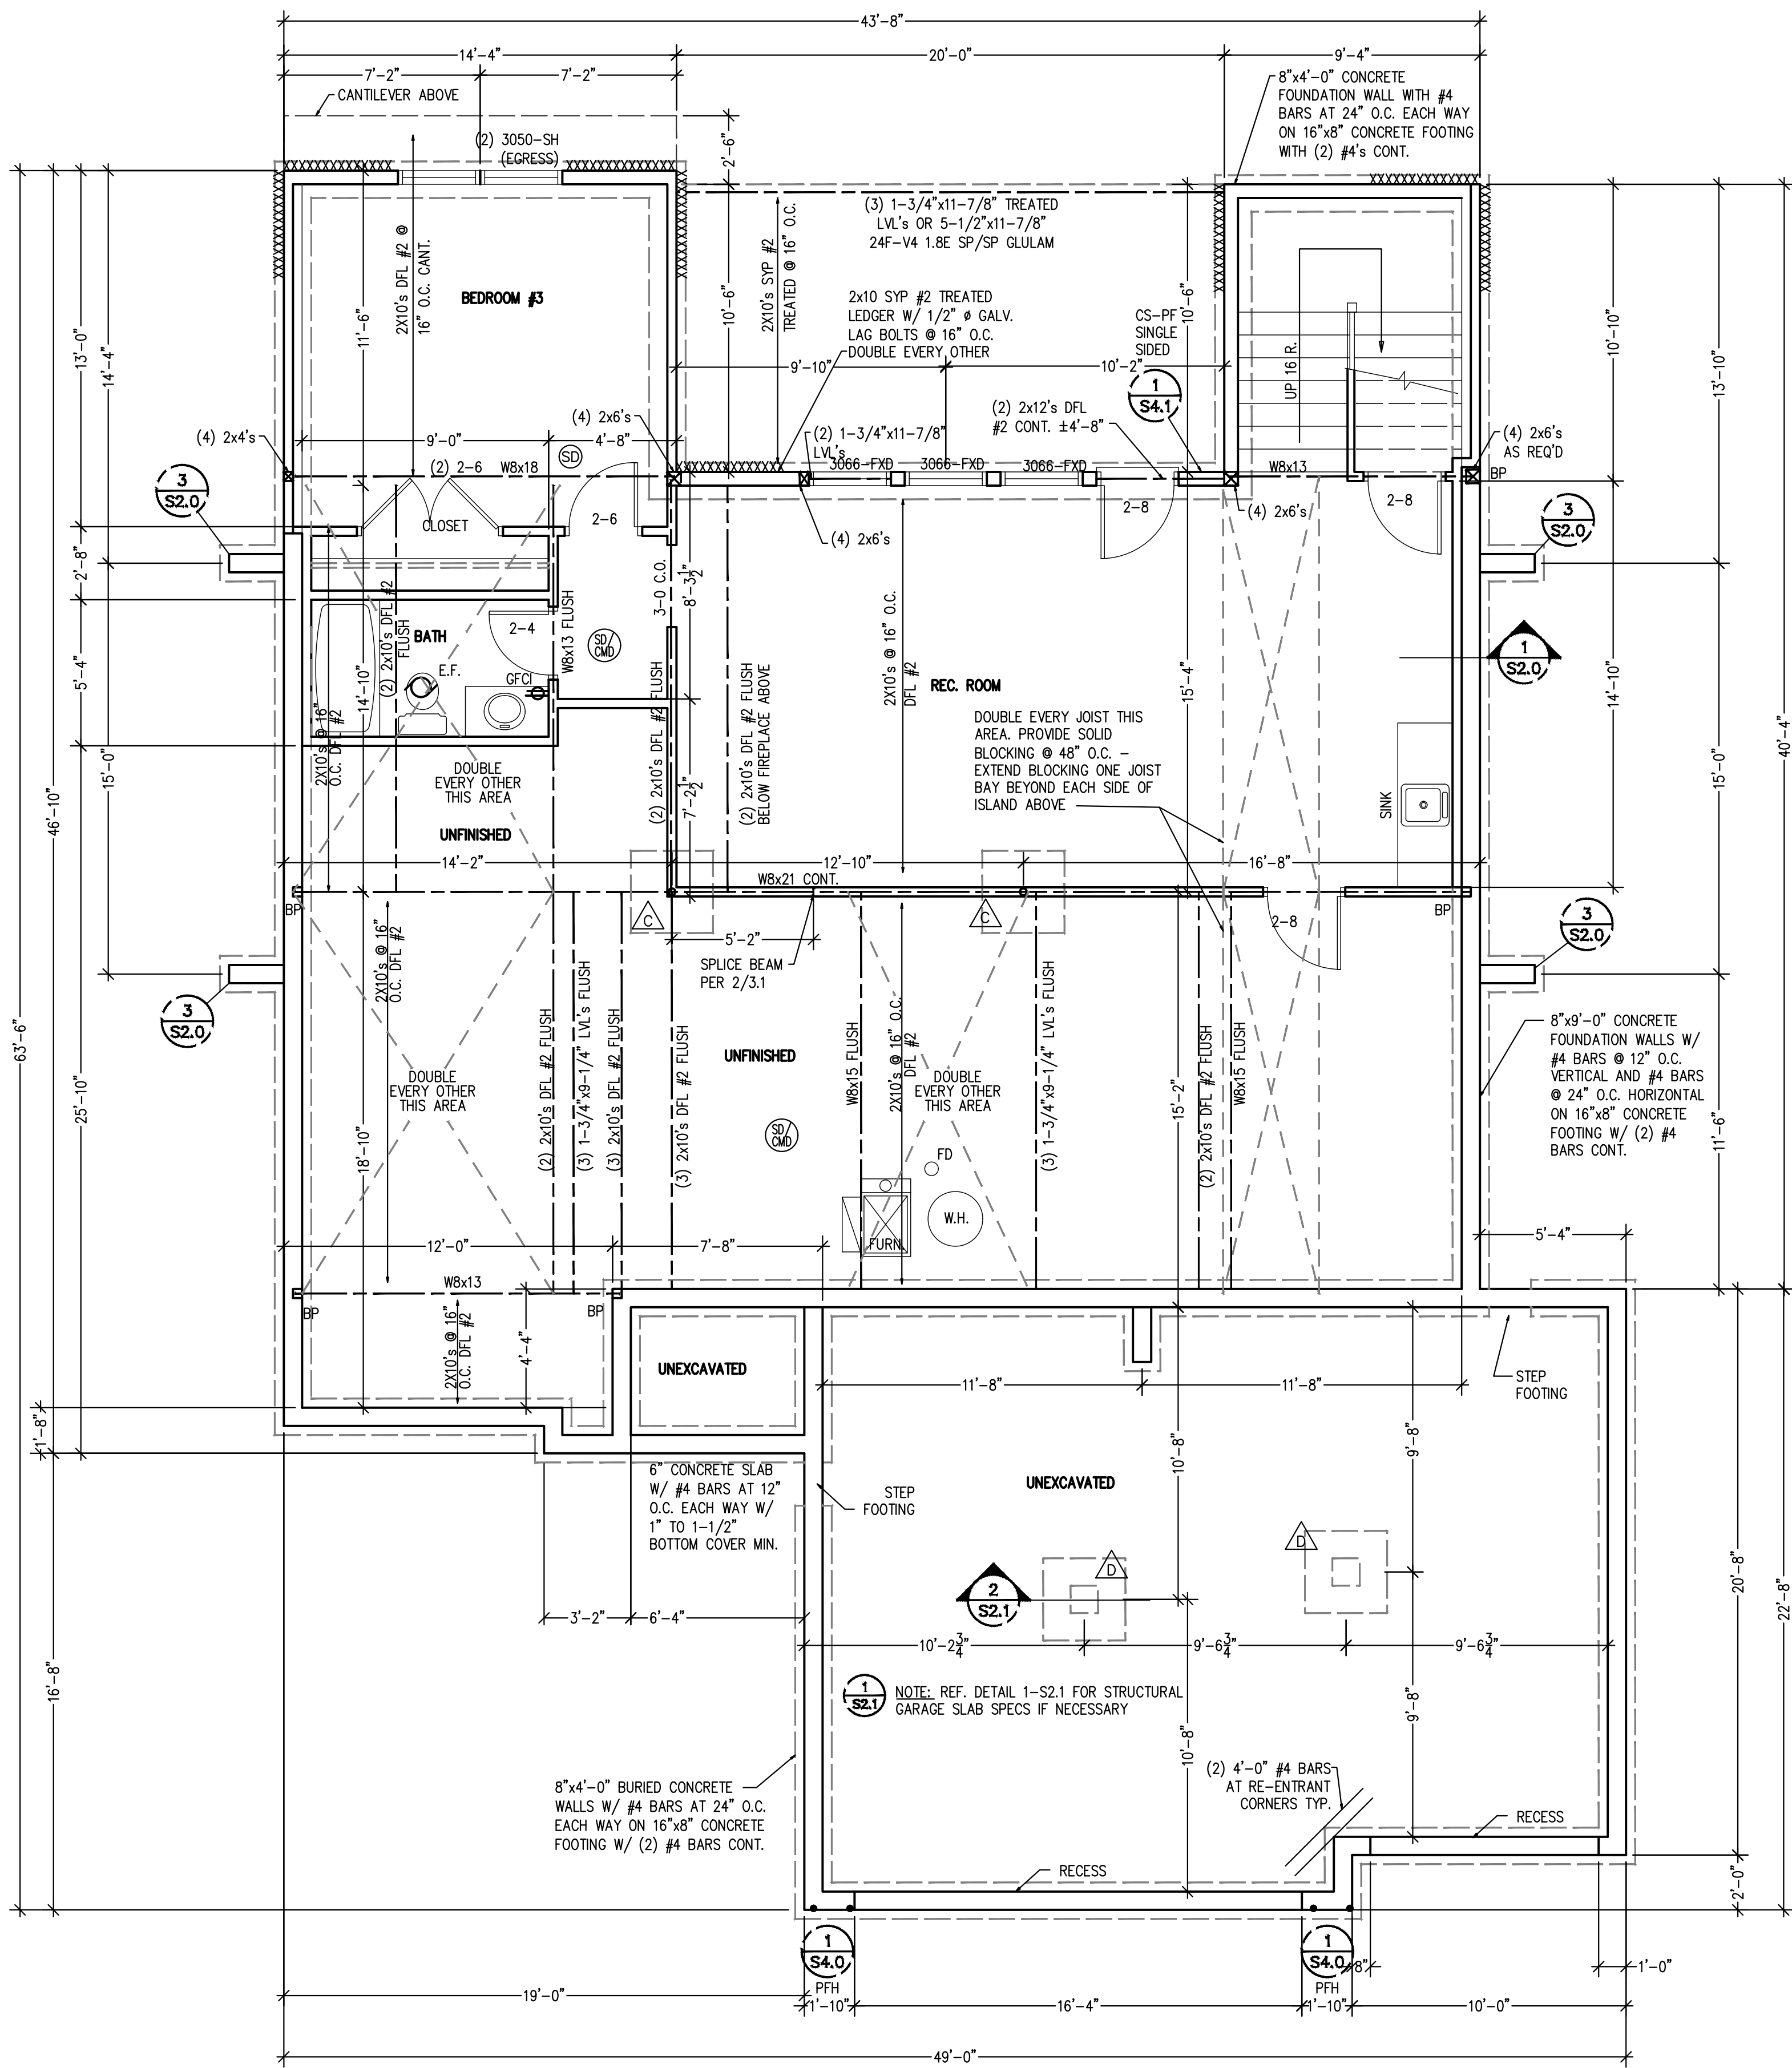 43'-8"
14'-4"
20'-0"
9'-4"
7'-2"
7'-2"
CANTILEVER ABOVE
8"x4'-0" CONCRETE
FOUNDATION WALL WITH #4
BARS AT 24" O.C. EACH WAY
ON 16"x8" CONCRETE FOOTING
WITH (2) #4's CONT.
(2) 3050-SH
(EGRESS)
2'-6"
(3) 1-3/4"x11-7/8" TREATED
LVL's OR 5-1/2"x11-7/8"
24F-V4 1.8E SP/SP GLULAM
2X10's DFL #2 @
16" O.C. CANT.
BEDROOM #3
11'-6"
10'-6"
2X10's SYP #2
TREATED @ 16" O.C.
2x10 SYP #2 TREATED
LEDGER W/ 1/2" ø GALV.
LAG BOLTS @ 16" O.C.
DOUBLE EVERY OTHER
CS-PF
SINGLE
SIDED
10'-6"
UP 16 R.
9'-10"
10'-2"
1
S4.1
13'-0"
14'-4"
10'-10"
13'-10"
(4) 2x4's
(4) 2x6's
9'-0"
4'-8"
(2) 1-3/4"x11-7/8"
LVL's
(2) 2x12's DFL
#2 CONT. ±4'-8"
(4) 2x6's
AS REQ'D
BP
3
S2.0
(2) 2-6
W8x18
SD
3066-FXD
3066-FXD
3066-FXD
W8x13
2-8
2-8
(4) 2x6's
(4) 2x6's
CLOSET
2-6
3
S2.0
2'-8"
3-0 C.O.
8'-3 1/2"
2X10's @ 16" O.C.
DFL #2
BATH
2-4
E.F.
GFCI
SD/
CMD
W8x13 FLUSH
(2) 2x10's DFL #2
FLUSH
14'-10"
2X10's @ 16"
O.C. DFL #2
5'-4"
(2) 2x10's DFL #2 FLUSH
(2) 2x10's DFL #2 FLUSH
BELOW FIREPLACE ABOVE
REC. ROOM
15'-4"
14'-10"
1
S2.0
40'-4"
DOUBLE EVERY JOIST THIS
AREA. PROVIDE SOLID
BLOCKING @ 48" O.C. -
EXTEND BLOCKING ONE JOIST
BAY BEYOND EACH SIDE OF
ISLAND ABOVE
DOUBLE
EVERY OTHER
THIS AREA
7'-2 1/2"
SINK
15'-0"
15'-0"
46'-10"
UNFINISHED
14'-2"
12'-10"
16'-8"
W8x21 CONT.
BP
BP
C
C
2-8
3
S2.0
5'-2"
SPLICE BEAM
PER 2/3.1
2X10's @ 16"
O.C. DFL #2
3
S2.0
63'-6"
25'-10"
8"x9'-0" CONCRETE
FOUNDATION WALLS W/
#4 BARS @ 12" O.C.
VERTICAL AND #4 BARS
@ 24" O.C. HORIZONTAL
ON 16"x8" CONCRETE
FOOTING W/ (2) #4
BARS CONT.
DOUBLE
EVERY OTHER
THIS AREA
18'-10"
(2) 2x10's DFL #2 FLUSH
(3) 1-3/4"x9-1/4" LVL's FLUSH
(3) 2x10's DFL #2 FLUSH
(3) 2x10's DFL #2 FLUSH
UNFINISHED
SD/
CMD
W8x15 FLUSH
2X10's @ 16" O.C.
DFL #2
DOUBLE
EVERY OTHER
THIS AREA
(3) 1-3/4"x9-1/4" LVL's FLUSH
15'-2"
(2) 2x10's DFL #2 FLUSH
W8x15 FLUSH
11'-6"
FD
W.H.
FURN.
12'-0"
7'-8"
5'-4"
W8x13
BP
BP
2X10's @ 16"
O.C. DFL #2
4'-4"
UNEXCAVATED
11'-8"
11'-8"
STEP
FOOTING
1'-8"
10'-8"
9'-8"
6" CONCRETE SLAB
W/ #4 BARS AT 12"
O.C. EACH WAY W/
1" TO 1-1/2"
BOTTOM COVER MIN.
STEP
FOOTING
UNEXCAVATED
D
D
2
S2.1
20'-8"
22'-8"
3'-2"
6'-4"
10'-2 3/4"
9'-6 3/4"
9'-6 3/4"
16'-8"
1
S2.1
NOTE: REF. DETAIL 1-S2.1 FOR STRUCTURAL
GARAGE SLAB SPECS IF NECESSARY
9'-8"
10'-8"
8"x4'-0" BURIED CONCRETE
WALLS W/ #4 BARS AT 24" O.C.
EACH WAY ON 16"x8" CONCRETE
FOOTING W/ (2) #4 BARS CONT.
(2) 4'-0" #4 BARS
AT RE-ENTRANT
CORNERS TYP.
RECESS
RECESS
2'-0"
1
S4.0
PFH
1
S4.0
PFH
8"
1'-0"
19'-0"
1'-10"
16'-4"
1'-10"
10'-0"
49'-0"